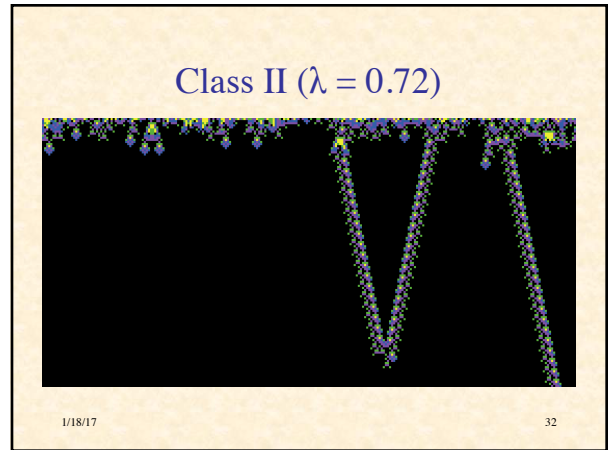 Class II (λ = 0.72)
1/18/17
32